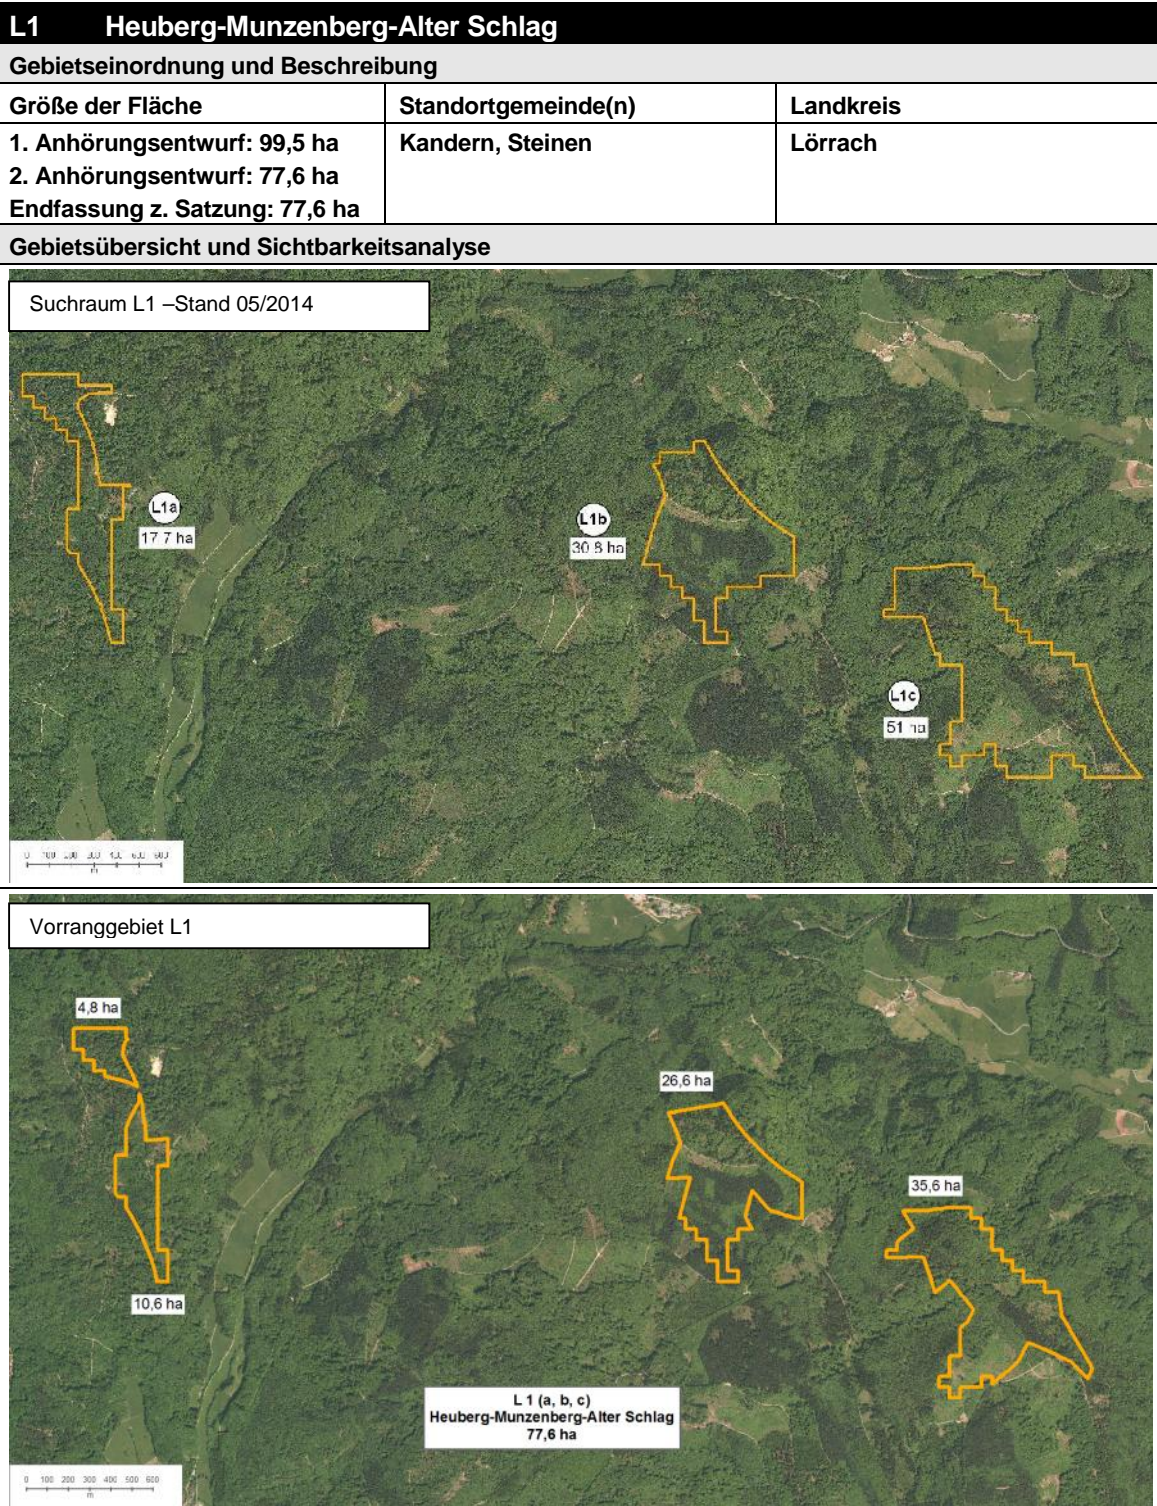 L1 Heuberg-Munzenberg-Alter Schlag
Gebietseinordnung und Beschreibung
Größe der Fläche Standortgemeinde(n) Landkreis
1. Anhörungsentwurf: 99,5 ha Kandern, Steinen Lörrach
2. Anhörungsentwurf: 77,6 ha
Endfassung z. Satzung: 77,6 ha
Gebietsübersicht und Sichtbarkeitsanalyse
Suchraum L1 –Stand 05/2014
L1a
17,7 ha
L1b
30,8 ha
L1c
51 ha
m
Vorranggebiet L1
4,8 ha
26,6 ha
35,6 ha
10,6 ha
L 1 (a, b, c)
Heuberg-Munzenberg-Alter Schlag
77,6 ha
0 100 200 300 400 500 600
m